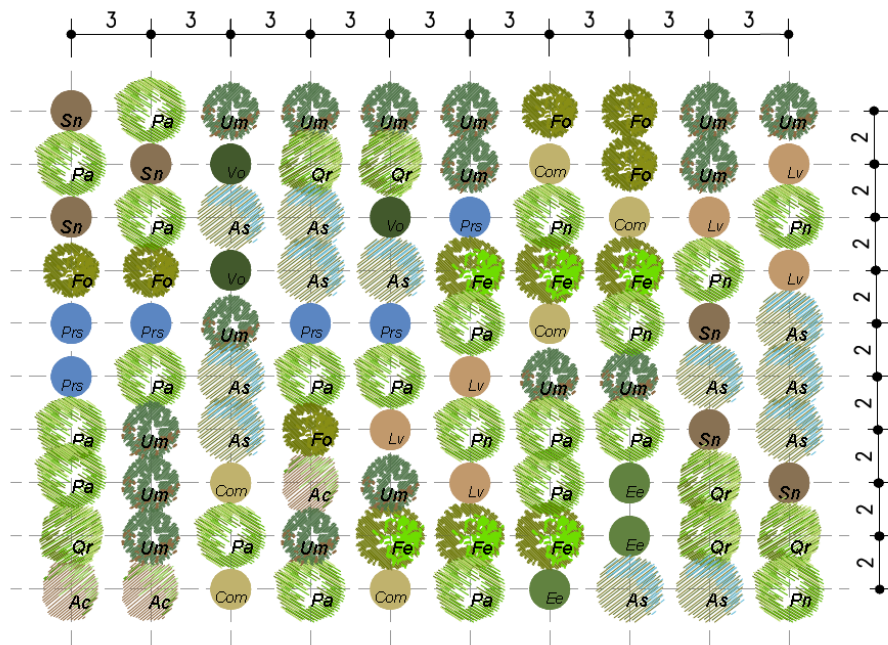 3 3 3 3 3 3 3 3 3
Sn Pa Um Um Um Um Fo Fo Um Um
2
Pa Sn Vo Qr Qr Um Com Fo Um Lv
2
Sn Pa As As Vo Prs Pn Com Lv Pn
2
Fo Fo Vo As As Fe Fe Fe Pn Lv
2
Prs Prs Um Prs Prs Pa Com Pn Sn As
2
Prs Pa As Pa Pa Lv Um Um As As
2
Pa Um As Fo Lv Pn Pa Pa Sn As
2
Pa Um Com Ac Um Lv Pa Ee Qr Sn
2
Qr Um Pa Um Fe Fe Fe Ee Qr Qr
2
Ac Ac Com Pa Com Pa Ee As As Pn